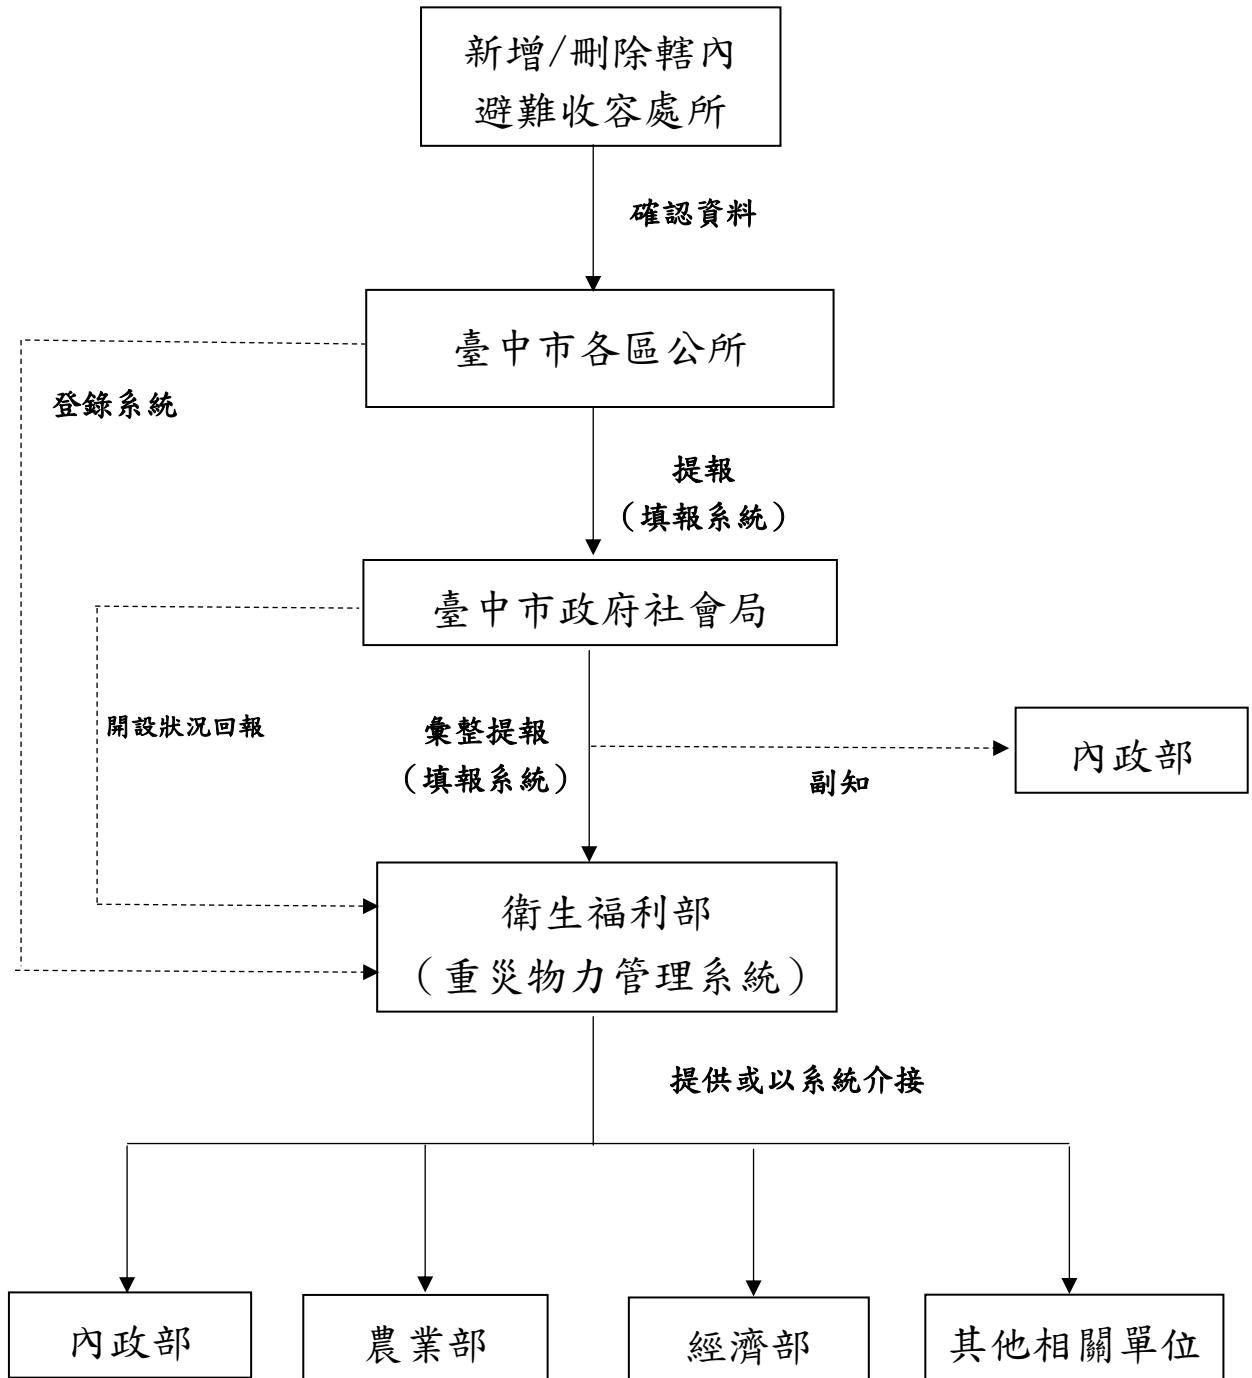 新增/刪除轄內
避難收容處所
確認資料
臺中市各區公所
登錄系統
提報
（填報系統）
臺中市政府社會局
開設狀況回報
彙整提報
（填報系統）
副知
內政部
衛生福利部
（重災物力管理系統）
提供或以系統介接
內政部
農業部
經濟部
其他相關單位